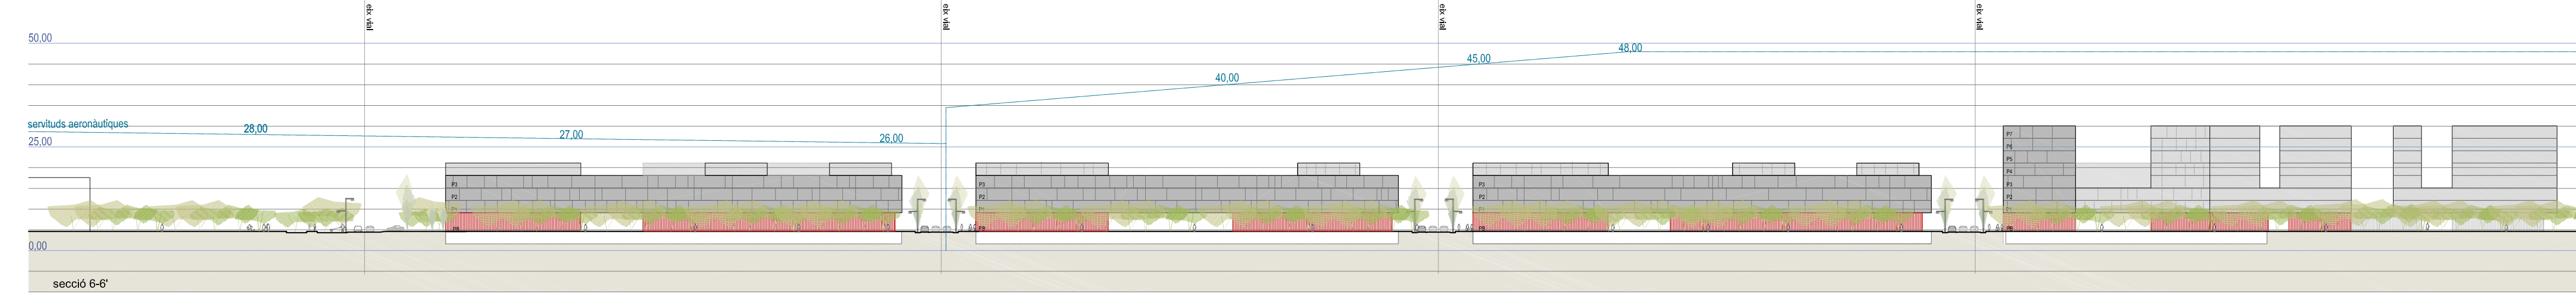 eix vial
eix vial
eix vial
eix vial
50,00
48,00
45,00
40,00
servituds aeronàutiques
28,00
27,00
26,00
25,00
P7
P6
P5
P4
P3
P3
P3
P3
P2
P2
P2
P2
PB
PB
PB
PB
0,00
secció 6-6'